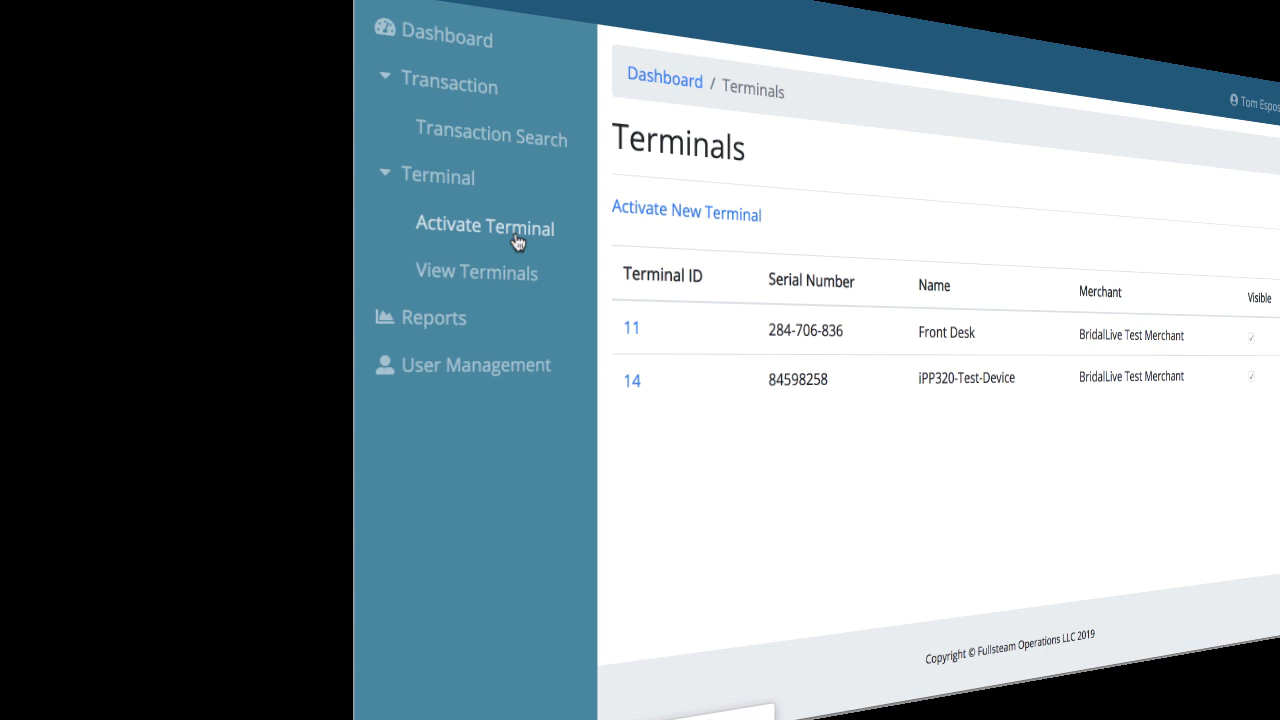 Dashboard
Transaction
Transaction Search
Terminal
Activate Terminal
View Terminals
Reports
User Management
Tom
Dashboard / Terminals
Terminals
Activate New Terminal
Terminal ID Serial Number Name Merchant Visible
11 284-706-836 Front Desk BridalLive Test Merchant
14 84598258 iPP320-Test-Device BridalLive Test Merchant
Copyright © Fullsteam Operations LLC 2019